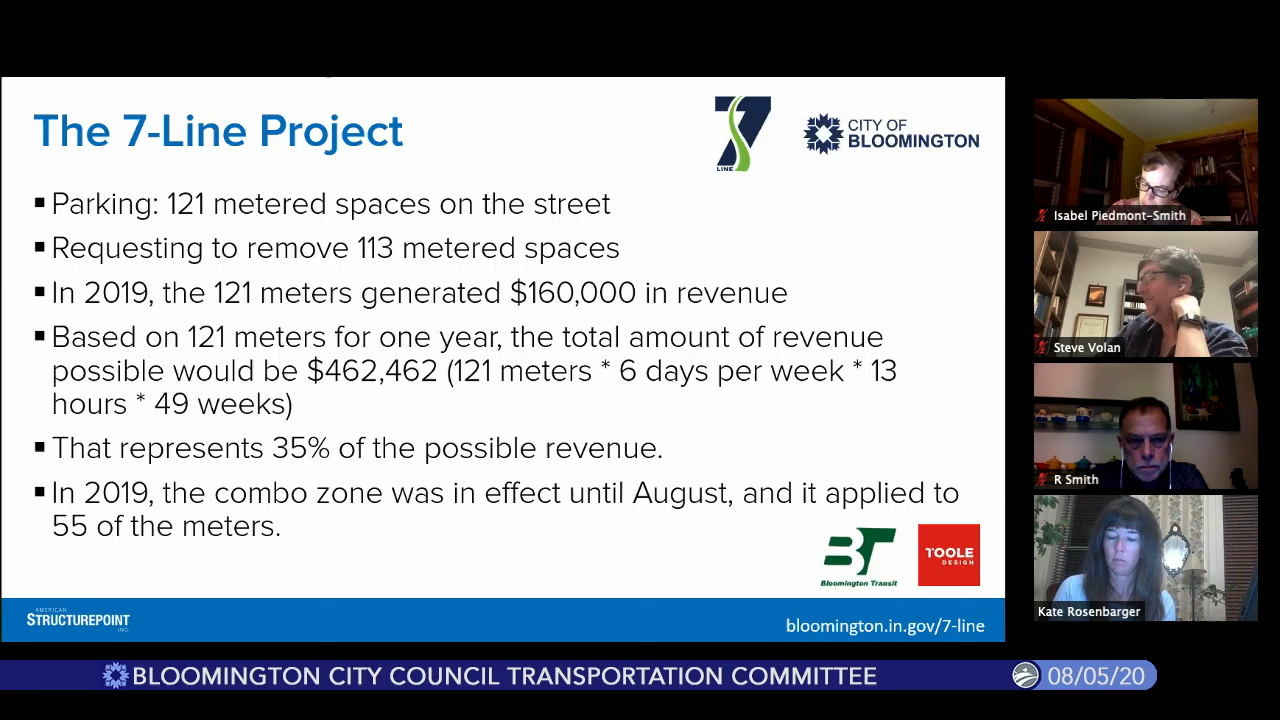 The 7-Line Project
7
LINE
CITY OF
BLOOMINGTON
Parking: 121 metered spaces on the street
Requesting to remove 113 metered spaces
In 2019, the 121 meters generated $160,000 in revenue
Based on 121 meters for one year, the total amount of revenue
possible would be $462,462 (121 meters * 6 days per week * 13
hours * 49 weeks)
That represents 35% of the possible revenue.
In 2019, the combo zone was in effect until August, and it applied to
55 of the meters.
BT
Bloomington Transit
TOOLE
DESIGN
AMERICAN
STRUCTUREPOINT
INC.
bloomington.in.gov/7-line
Isabel Piedmont-Smith
Steve Volan
R Smith
Kate Rosenbarger
BLOOMINGTON CITY COUNCIL TRANSPORTATION COMMITTEE
08/05/20